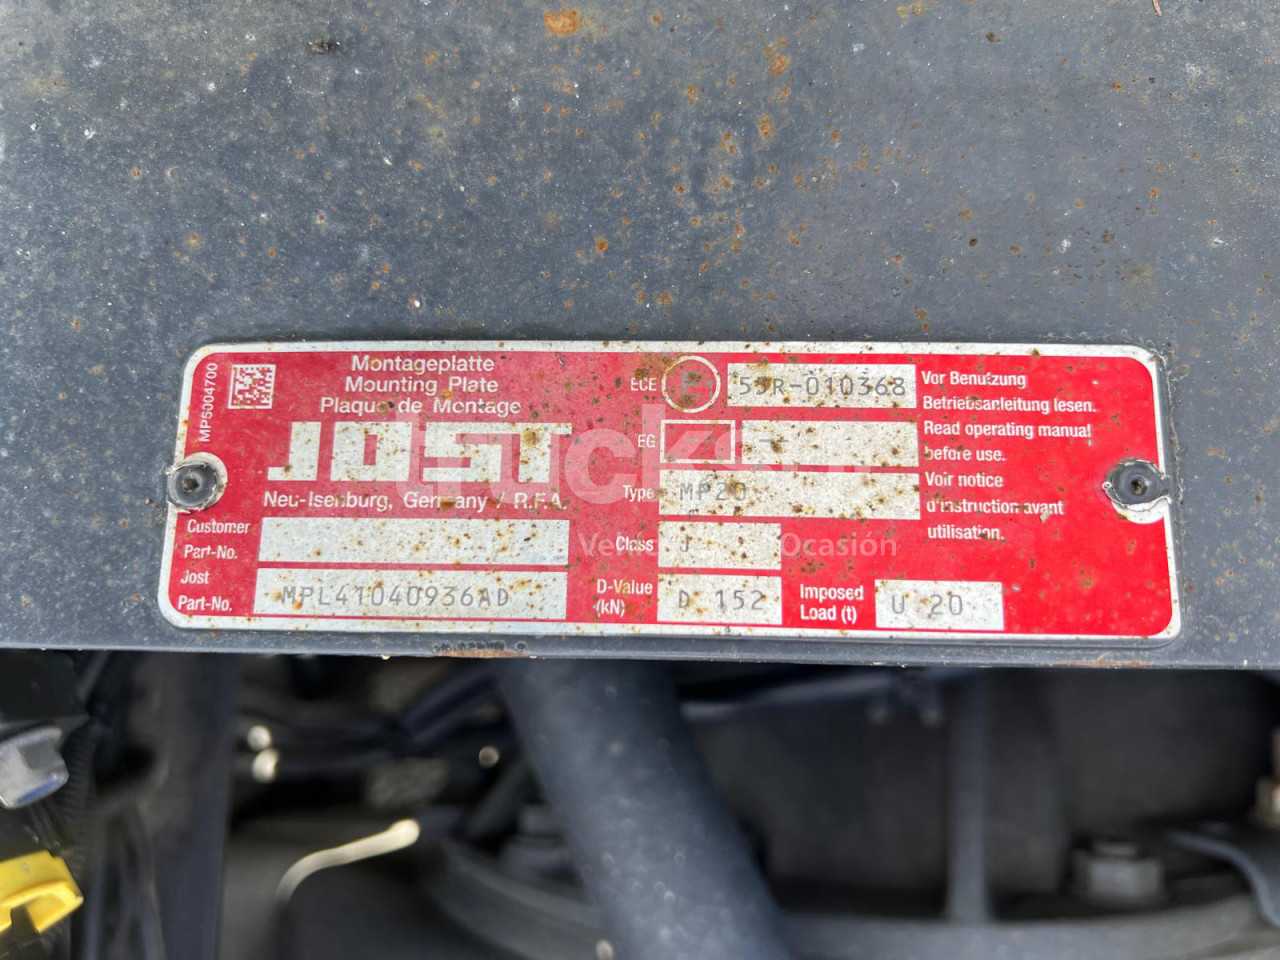 MPS004700
Montageplatte
Mounting Plate
Plaque de Montage
JOST
Neu-Isenburg, Germany / R.F.A.
Customer
Part-No.
Jost
Part-No. MPL41040936AD
ECE 55R-010368
EG
Type MP20
Class J
D-Value
(kN) D 152
Imposed
Load (t) U 20
Vor Benutzung
Betriebsanleitung lesen.
Read operating manual
before use.
Voir notice
d'instruction avant
utilisation.
Ocasión